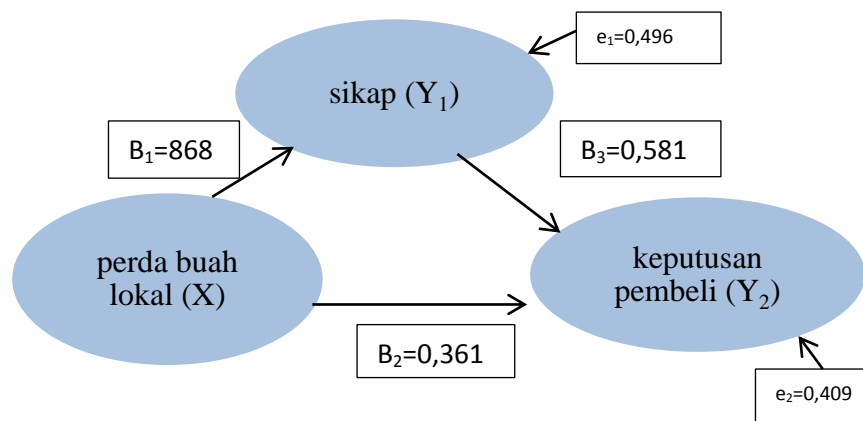 e₁=0,496
sikap (Y₁)
B₁=868
B₃=0,581
perda buah
lokal (X)
keputusan
pembeli (Y₂)
B₂=0,361
e₂=0,409